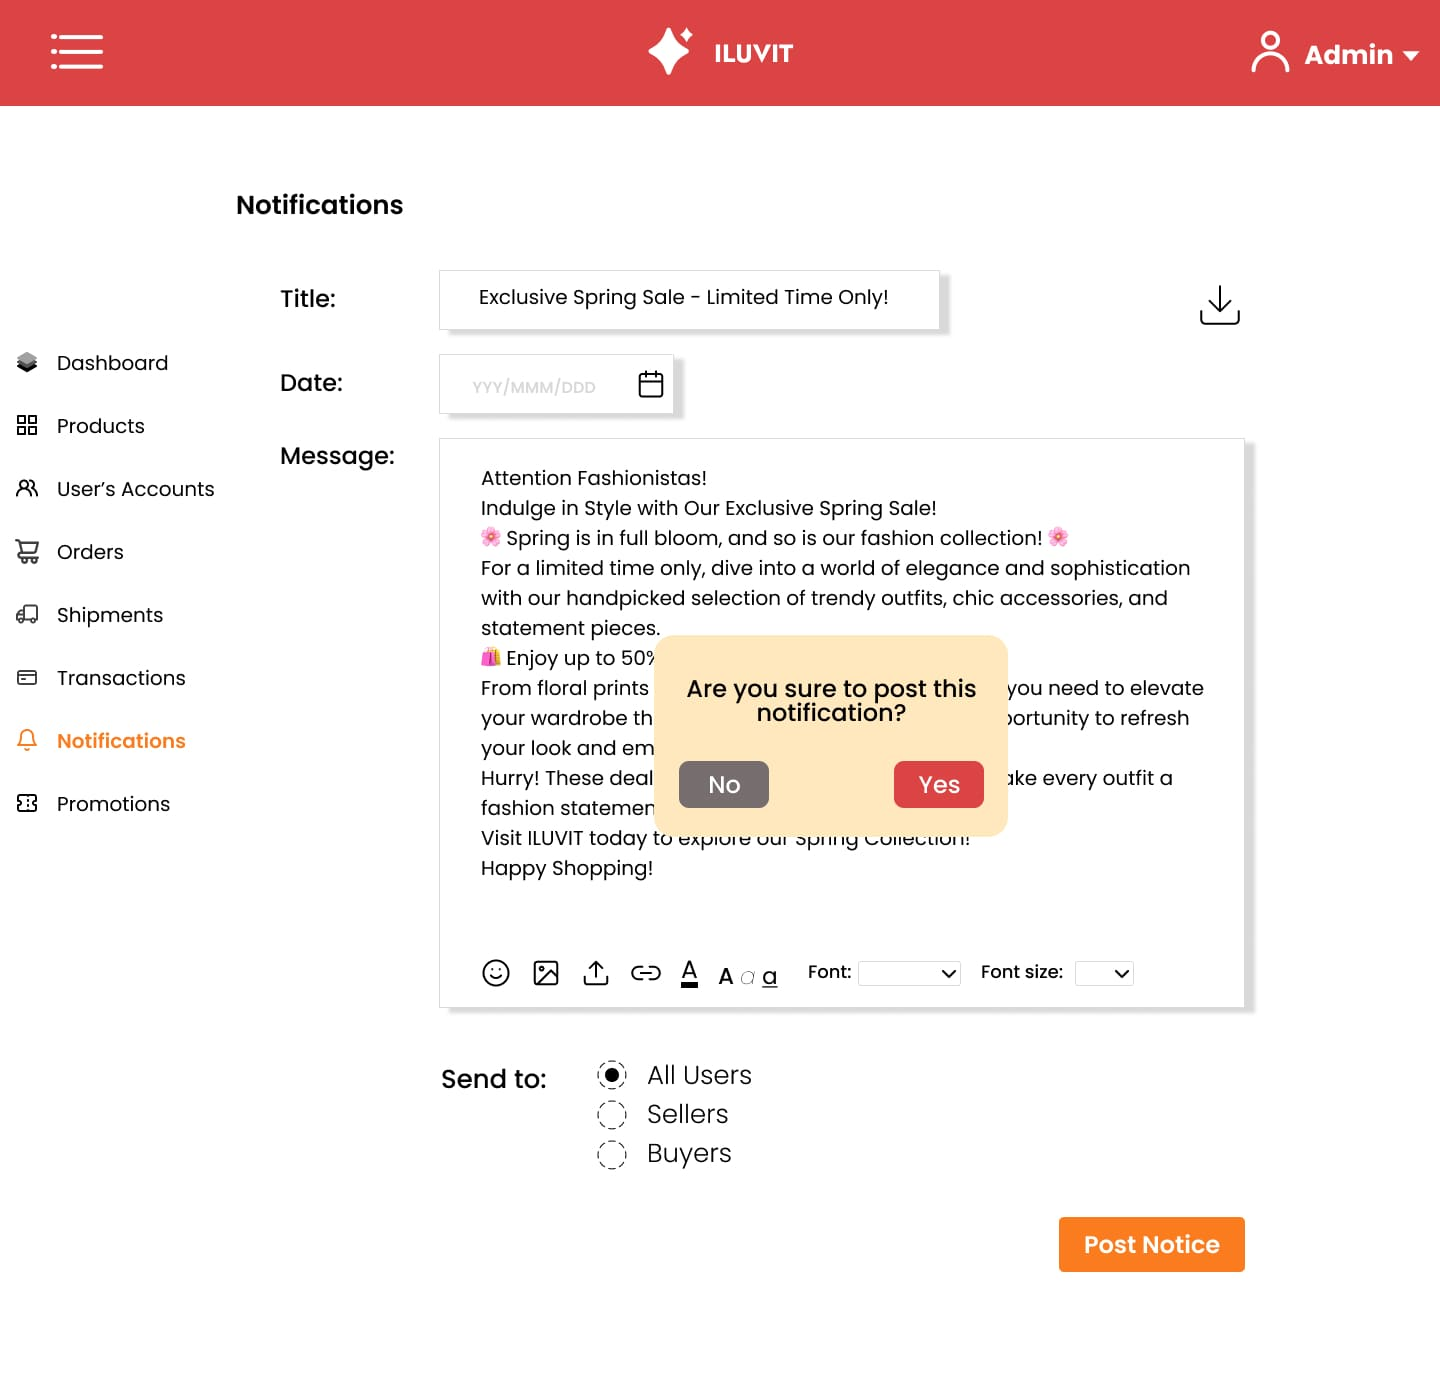 ILUVIT
Admin
Notifications
Title:
Exclusive Spring Sale - Limited Time Only!
Date:
YYY/MMM/DDD
Message:
Dashboard
Products
User’s Accounts
Orders
Shipments
Transactions
Notifications
Promotions
Attention Fashionistas!
Indulge in Style with Our Exclusive Spring Sale!
🌸 Spring is in full bloom, and so is our fashion collection! 🌸
For a limited time only, dive into a world of elegance and sophistication
with our handpicked selection of trendy outfits, chic accessories, and
statement pieces.
🛍️ Enjoy up to 50%
From floral prints you need to elevate
your wardrobe to refresh
your look and
Hurry! These every outfit a
fashion
Visit ILUVIT today to explore our Spring Collection!
Happy Shopping!
Are you sure to post this
notification?
No
Yes
A A a a
Font:
Font size:
Send to:
All Users
Sellers
Buyers
Post Notice